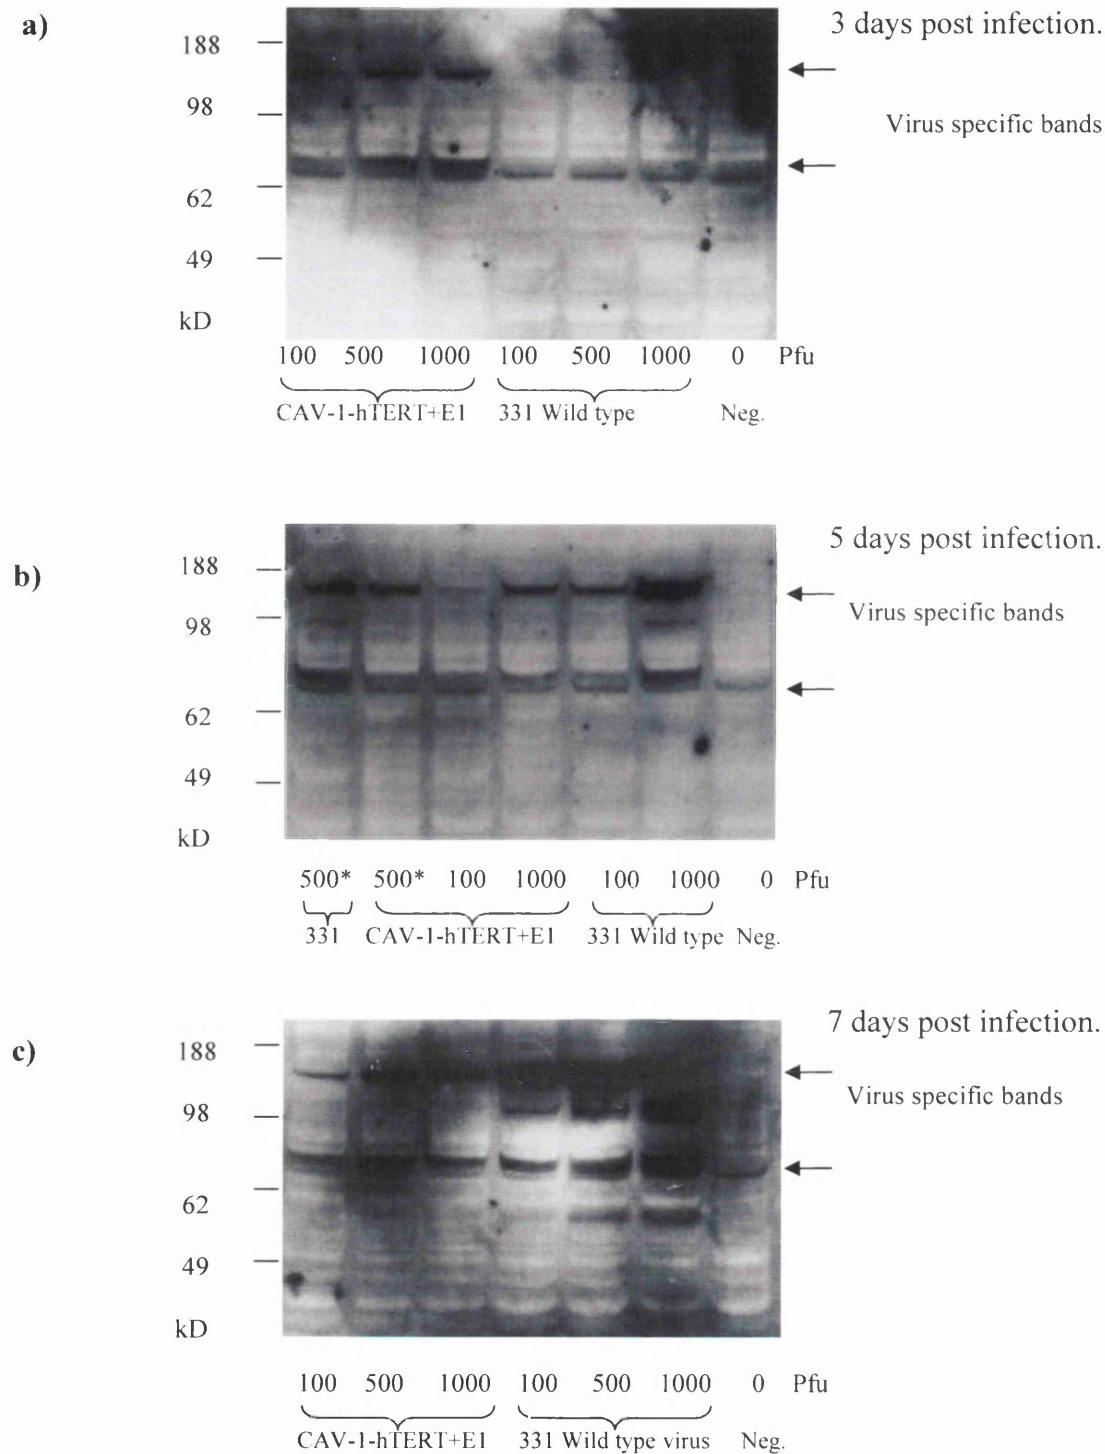 a)
3 days post infection.
188
98
Virus specific bands
62
49
kD
100 500 1000 100 500 1000 0 Pfu
CAV-1-hTERT+E1 331 Wild type Neg.
5 days post infection.
b)
188
Virus specific bands
98
62
49
kD
500* 500* 100 1000 100 1000 0 Pfu
331 CAV-1-hTERT+E1 331 Wild type Neg.
7 days post infection.
c)
188
Virus specific bands
98
62
49
kD
100 500 1000 100 500 1000 0 Pfu
CAV-1-hTERT+E1 331 Wild type virus Neg.